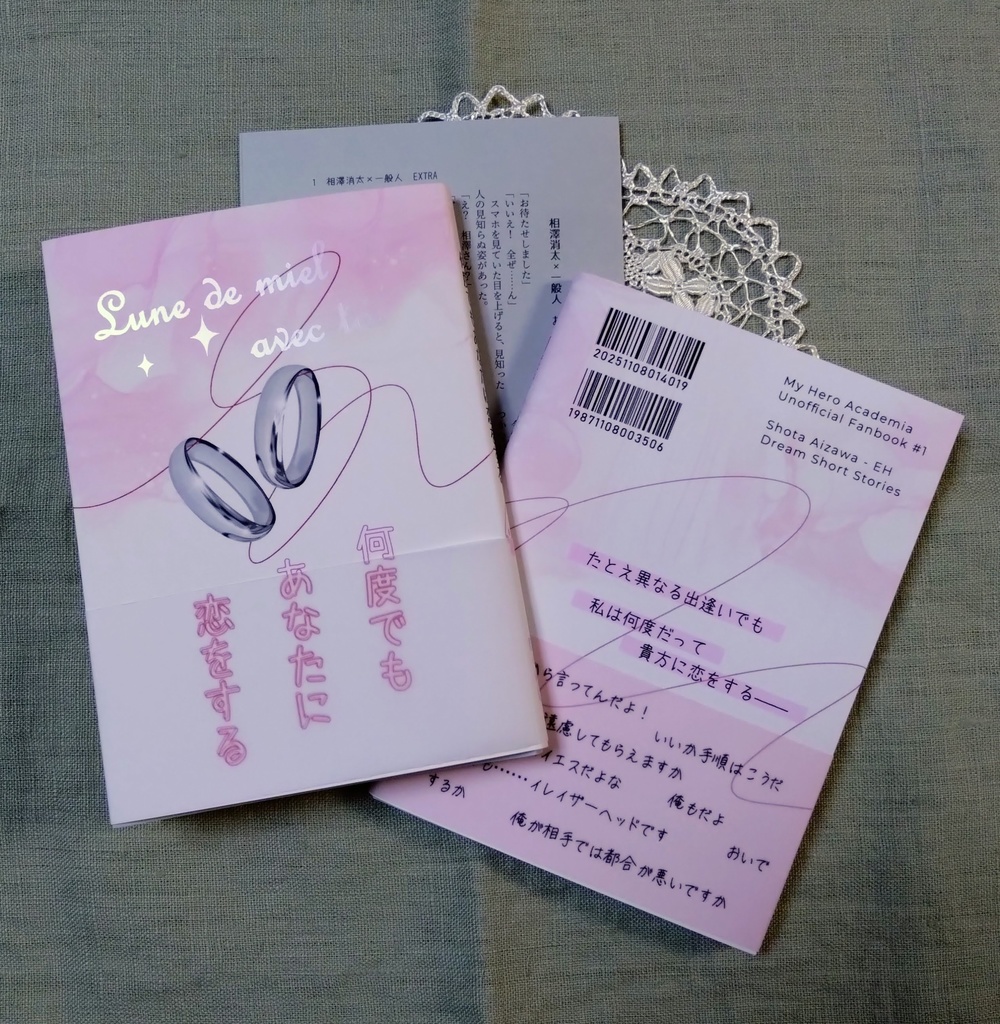 1 相澤消太×一般人 EXTRA
相澤消太×一般人
「お待たせしました」
「いいえ! 全ぜ……ん」
スマホを見ていた目を上げると、見知った
人の見知らぬ姿があった。
「え? 相澤さん!?」
Lune de miel
avec
何度でも
あなたに
恋をする
20251108014019
19871108003506
My Hero Academia
Unofficial Fanbook #1
Shota Aizawa - EH
Dream Short Stories
たとえ異なる出逢いでも
私は何度だって
貴方に恋をする――
ら言ってんだよ!
いいか手順はこうだ
遠慮してもらえますか
イエスだよな
俺もだよ
も……イレイザーヘッドです
するか
おいで
俺が相手では都合が悪いですか